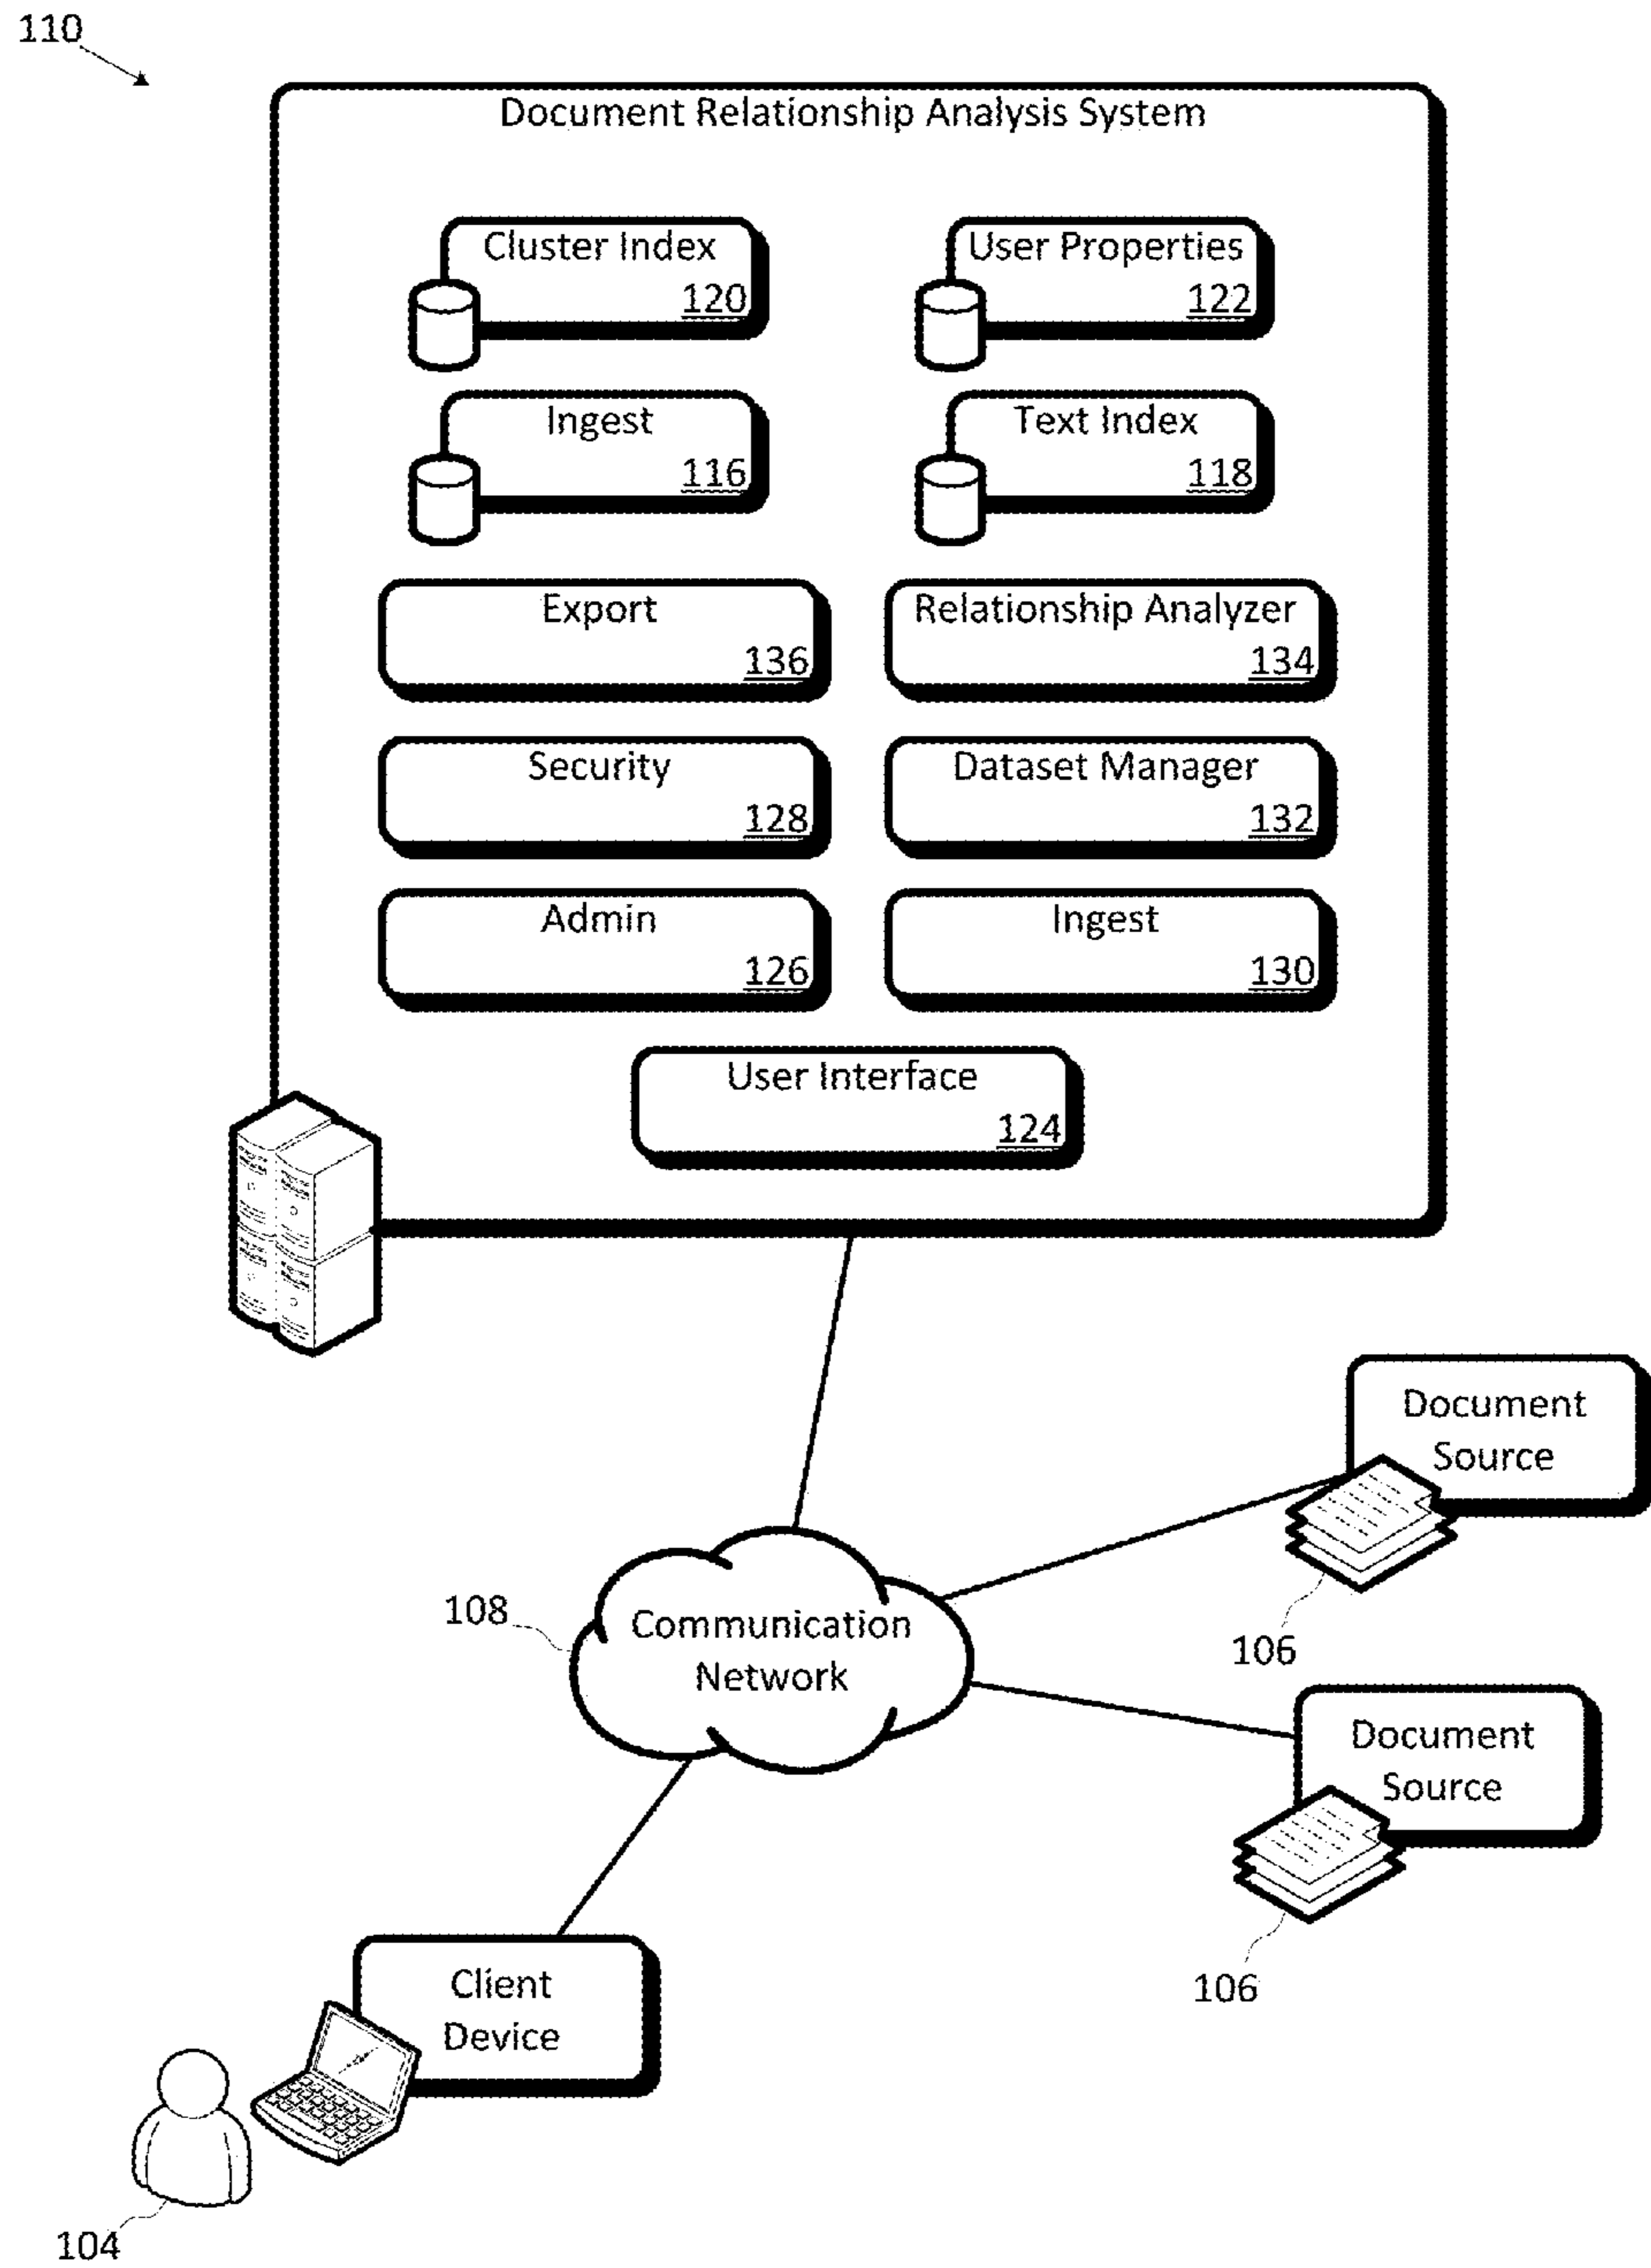 110
Document Relationship Analysis System
Cluster Index
120
User Properties
122
Ingest
116
Text Index
118
Export
136
Relationship Analyzer
134
Security
128
Dataset Manager
132
Admin
126
Ingest
130
User Interface
124
Document
Source
106
108
Communication
Network
Document
Source
106
Client
Device
104